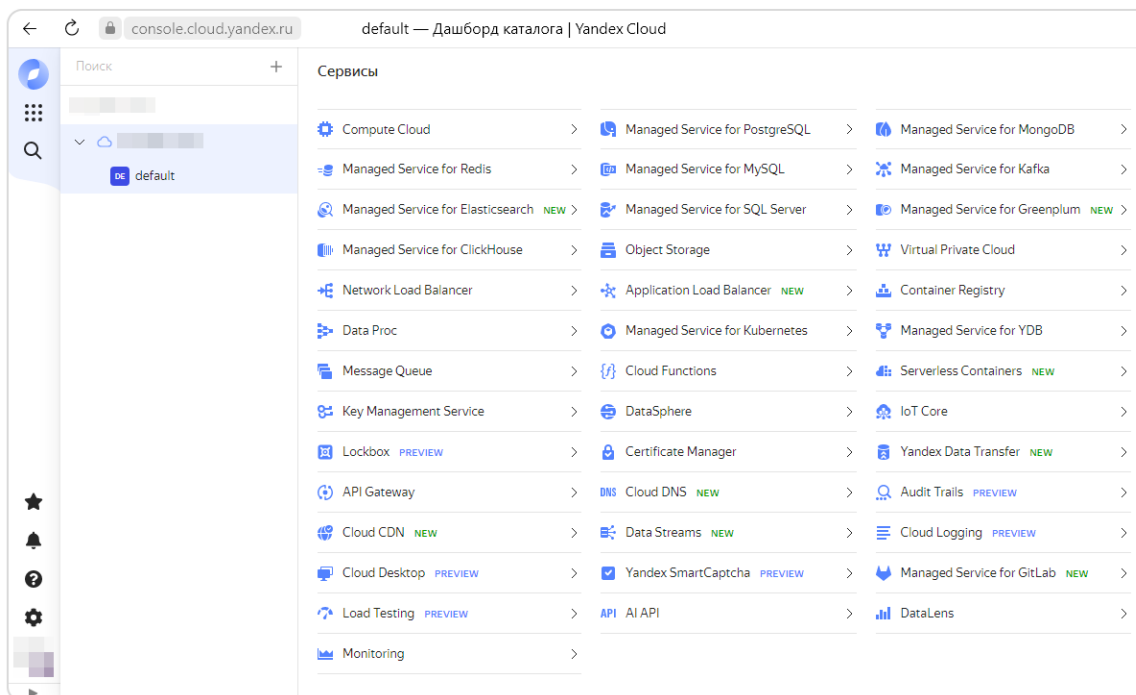 console.cloud.yandex.ru default — Дашборд каталога | Yandex Cloud
Поиск
DE default
Сервисы
Compute Cloud
Managed Service for PostgreSQL
Managed Service for MongoDB
Managed Service for Redis
Managed Service for MySQL
Managed Service for Kafka
Managed Service for Elasticsearch NEW
Managed Service for SQL Server
Managed Service for Greenplum NEW
Managed Service for ClickHouse
Object Storage
Virtual Private Cloud
Network Load Balancer
Application Load Balancer NEW
Container Registry
Data Proc
Managed Service for Kubernetes
Managed Service for YDB
Message Queue
Cloud Functions
Serverless Containers NEW
Key Management Service
DataSphere
IoT Core
Lockbox PREVIEW
Certificate Manager
Yandex Data Transfer NEW
API Gateway
DNS Cloud DNS NEW
Audit Trails PREVIEW
Cloud CDN NEW
Data Streams NEW
Cloud Logging PREVIEW
Cloud Desktop PREVIEW
Yandex SmartCaptcha PREVIEW
Managed Service for GitLab NEW
Load Testing PREVIEW
API AI API
DataLens
Monitoring